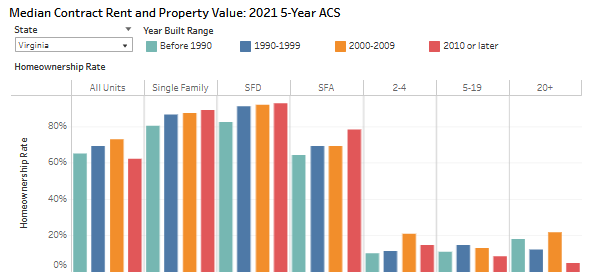 Median Contract Rent and Property Value: 2021 5-Year ACS
State
Year Built Range
Virginia
Before 1990
1990-1999
2000-2009
2010 or later
Homeownership Rate
All Units
Single Family
SFD
SFA
2-4
5-19
20+
Homeownership Rate
80%
60%
40%
20%
0%